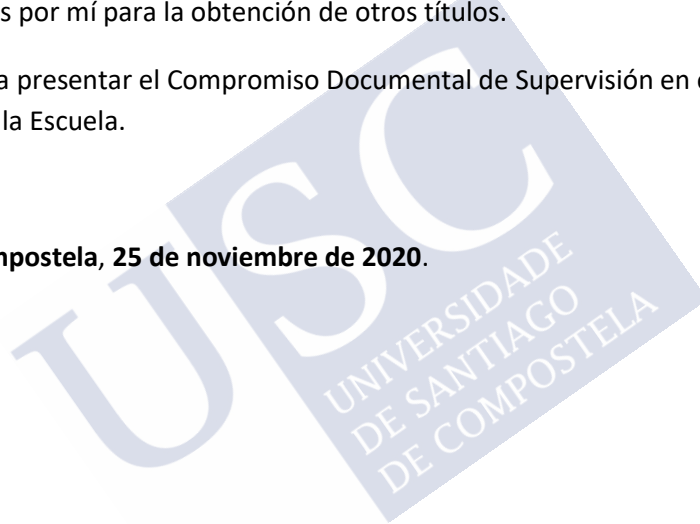 s por mí para la obtención de otros títulos.
a presentar el Compromiso Documental de Supervisión en
la Escuela.
mpostela, 25 de noviembre de 2020.
USC
UNIVERSIDADE
DE SANTIAGO
DE COMPOSTELA